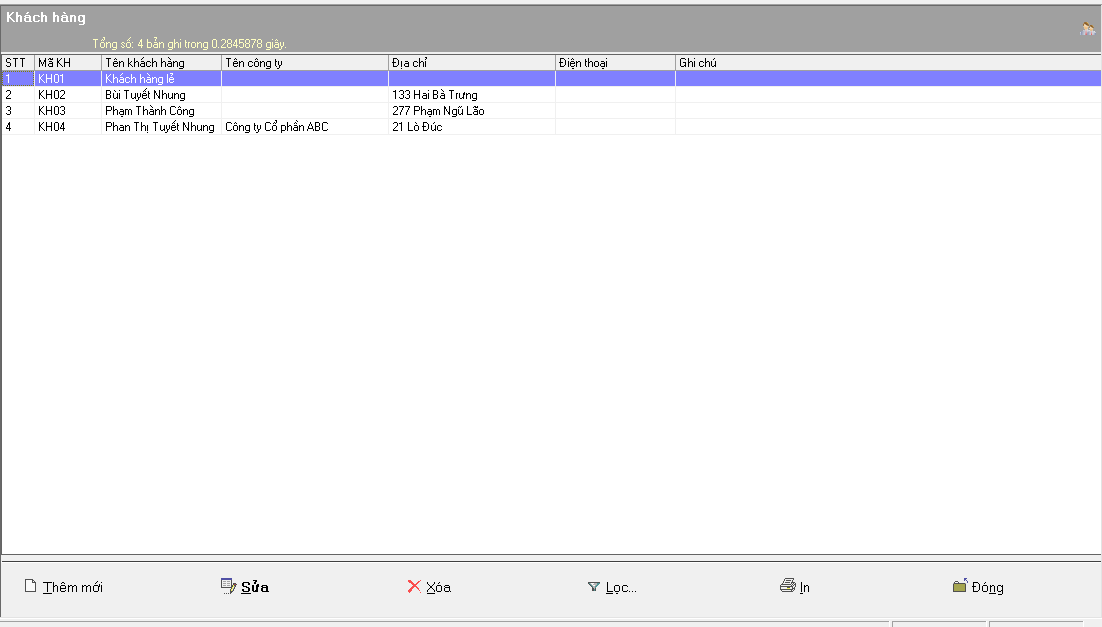 Khách hàng
Tổng số: 4 bản ghi trong 0.2845878 giây.
STT Mã KH Tên khách hàng Tên công ty Địa chỉ Điện thoại Ghi chú
1 KH01 Khách hàng lẻ
2 KH02 Bùi Tuyết Nhung 133 Hai Bà Trưng
3 KH03 Phạm Thành Công 277 Phạm Ngũ Lão
4 KH04 Phan Thị Tuyết Nhung Công ty Cổ phần ABC 21 Lò Đúc
Thêm mới Sửa Xóa Lọc... In Đóng